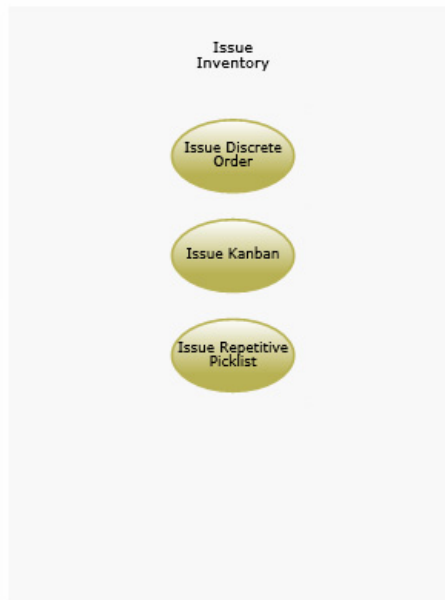 Issue
Inventory
Issue Discrete
Order
Issue Kanban
Issue Repetitive
Picklist